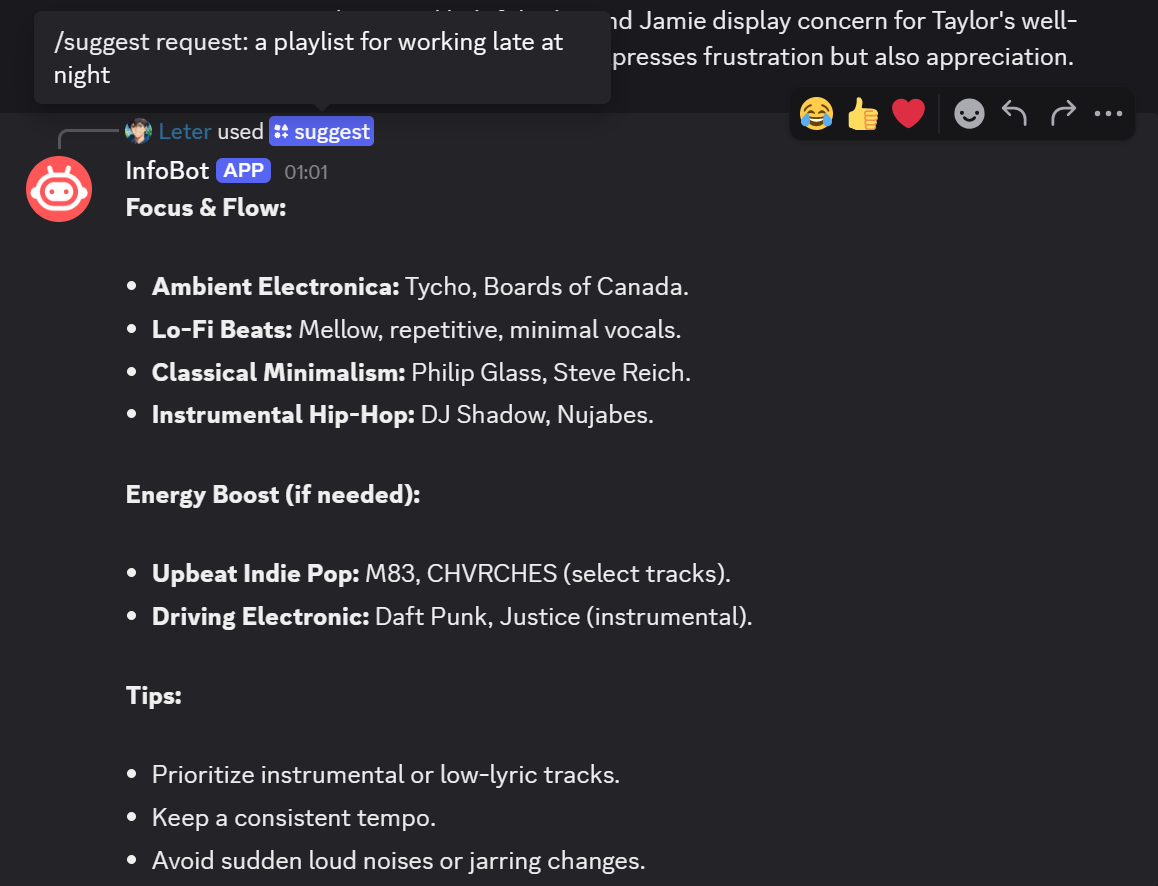 nd Jamie display concern for Taylor's well-
presses frustration but also appreciation.
/suggest request: a playlist for working late at
night
Leter used suggest
InfoBot APP 01:01
Focus & Flow:
• Ambient Electronica: Tycho, Boards of Canada.
• Lo-Fi Beats: Mellow, repetitive, minimal vocals.
• Classical Minimalism: Philip Glass, Steve Reich.
• Instrumental Hip-Hop: DJ Shadow, Nujabes.
Energy Boost (if needed):
• Upbeat Indie Pop: M83, CHVRCHES (select tracks).
• Driving Electronic: Daft Punk, Justice (instrumental).
Tips:
• Prioritize instrumental or low-lyric tracks.
• Keep a consistent tempo.
• Avoid sudden loud noises or jarring changes.